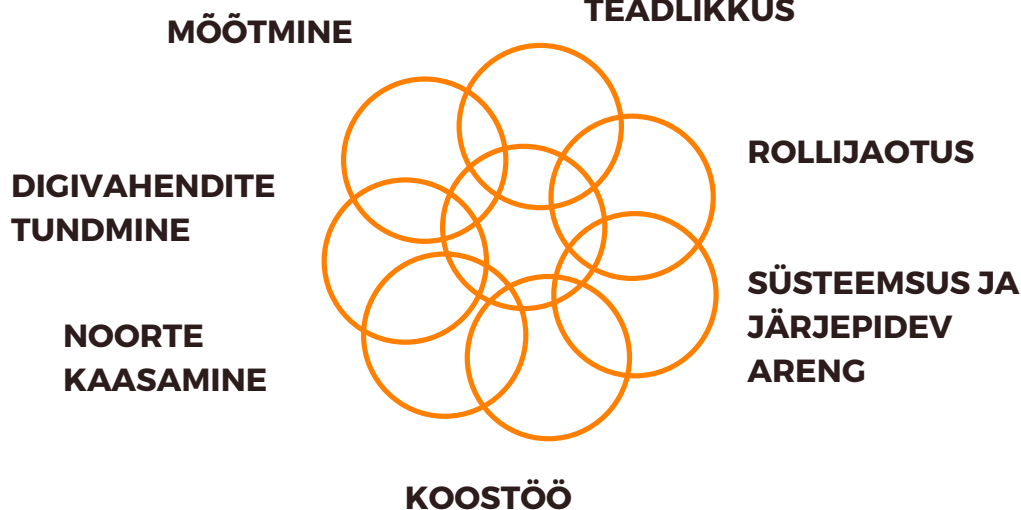 TEADLIKKUS
MÕÕTMINE
ROLLIJAOTUS
DIGIVAHENDITE
TUNDMINE
SÜSTEEMSUS JA
JÄRJEPIDEV
ARENG
NOORTE
KAASAMINE
KOOSTÖÖ